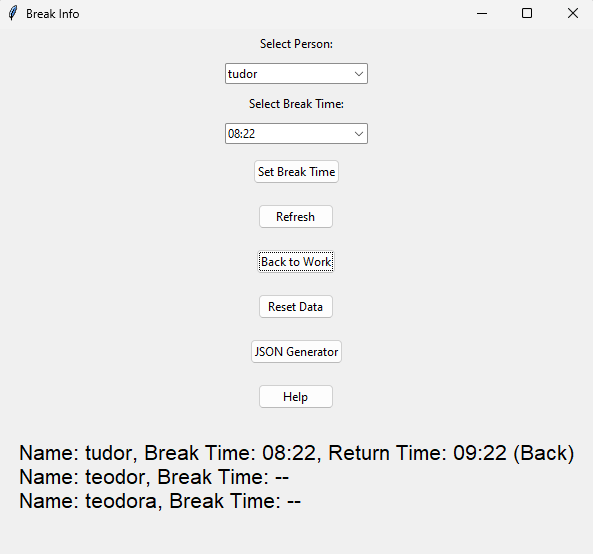 Break Info
Select Person:
tudor
Select Break Time:
08:22
Set Break Time
Refresh
Back to Work
Reset Data
JSON Generator
Help
Name: tudor, Break Time: 08:22, Return Time: 09:22 (Back)
Name: teodor, Break Time: --
Name: teodora, Break Time: --